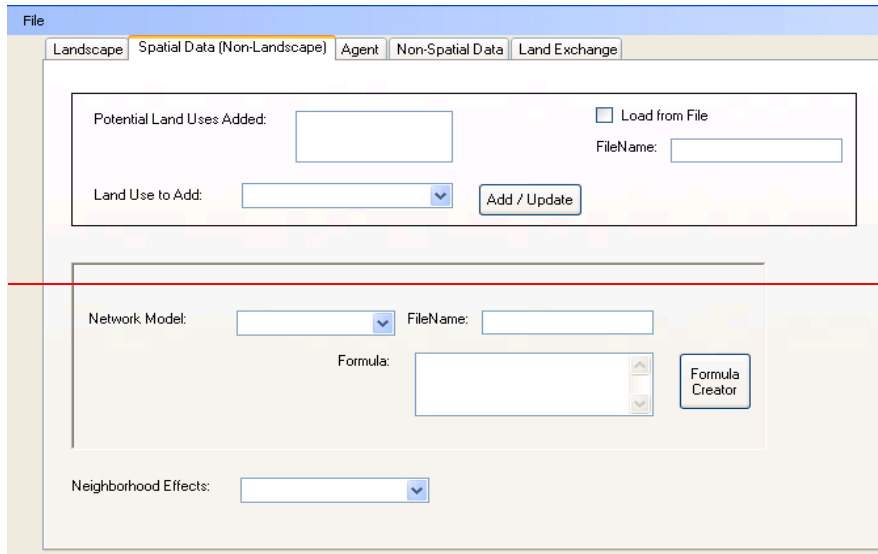 File
Landscape Spatial Data (Non-Landscape) Agent Non-Spatial Data Land Exchange
Potential Land Uses Added: Load from File
FileName:
Land Use to Add: Add / Update
Network Model: FileName:
Formula: Formula
Creator
Neighborhood Effects: